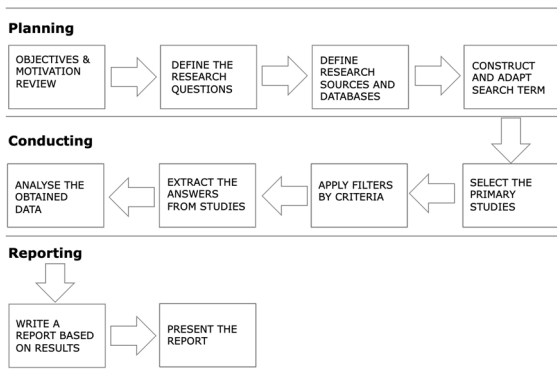 Planning
OBJECTIVES &
MOTIVATION
REVIEW
DEFINE THE
RESEARCH
QUESTIONS
DEFINE
RESEARCH
SOURCES AND
DATABASES
CONSTRUCT
AND ADAPT
SEARCH TERM
Conducting
ANALYSE THE
OBTAINED
DATA
EXTRACT THE
ANSWERS
FROM STUDIES
APPLY FILTERS
BY CRITERIA
SELECT THE
PRIMARY
STUDIES
Reporting
WRITE A
REPORT BASED
ON RESULTS
PRESENT THE
REPORT